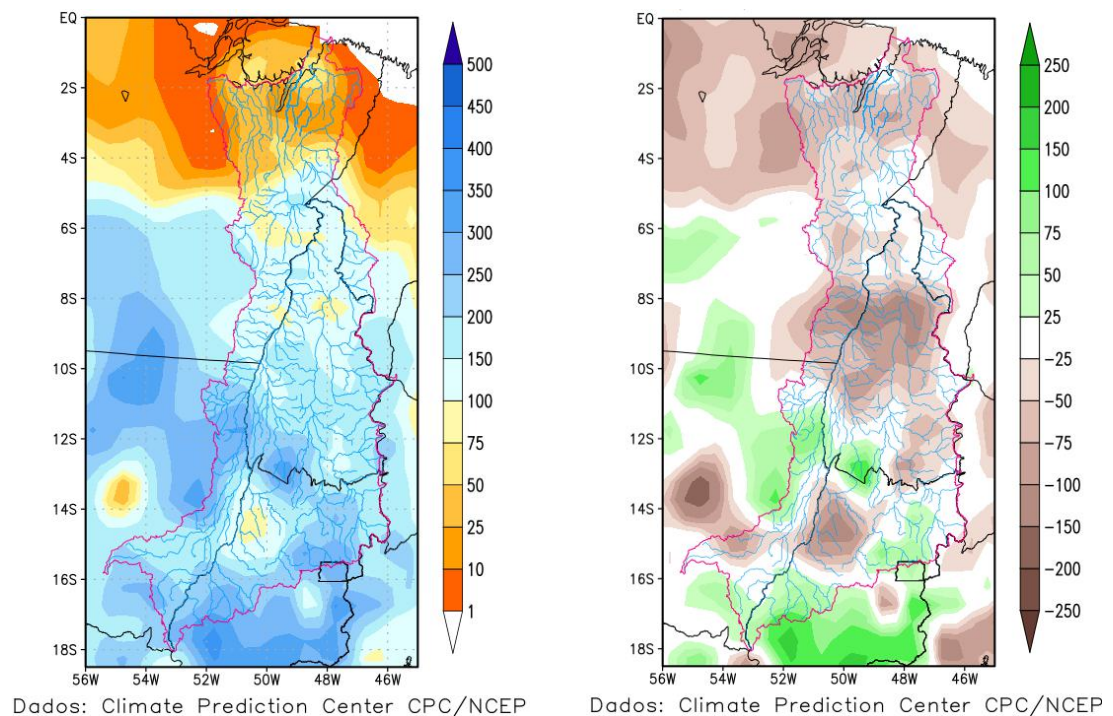 EQ
2S
4S
6S
8S
10S
12S
14S
16S
18S
56W 54W 52W 50W 48W 46W
500
450
400
350
300
250
200
150
100
75
50
25
10
1
Dados: Climate Prediction Center CPC/NCEP
EQ
2S
4S
6S
8S
10S
12S
14S
16S
18S
56W 54W 52W 50W 48W 46W
250
200
150
100
75
50
25
−25
−50
−75
−100
−150
−200
−250
Dados: Climate Prediction Center CPC/NCEP